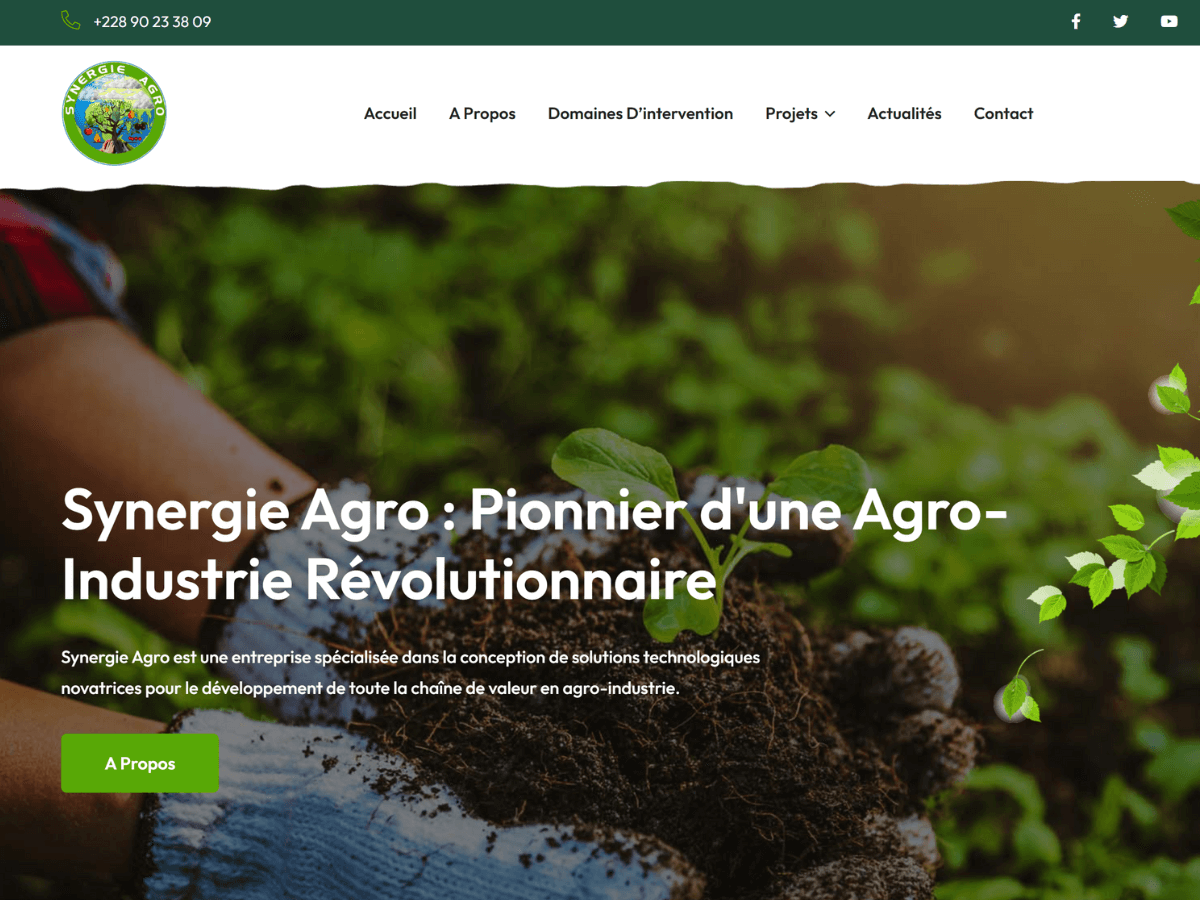 +228 90 23 38 09
SYNERGIE AGRO
Accueil
A Propos
Domaines D’intervention
Projets
Actualités
Contact
Synergie Agro : Pionnier d'une Agro-
Industrie Révolutionnaire
Synergie Agro est une entreprise spécialisée dans la conception de solutions technologiques
novatrices pour le développement de toute la chaîne de valeur en agro-industrie.
A Propos